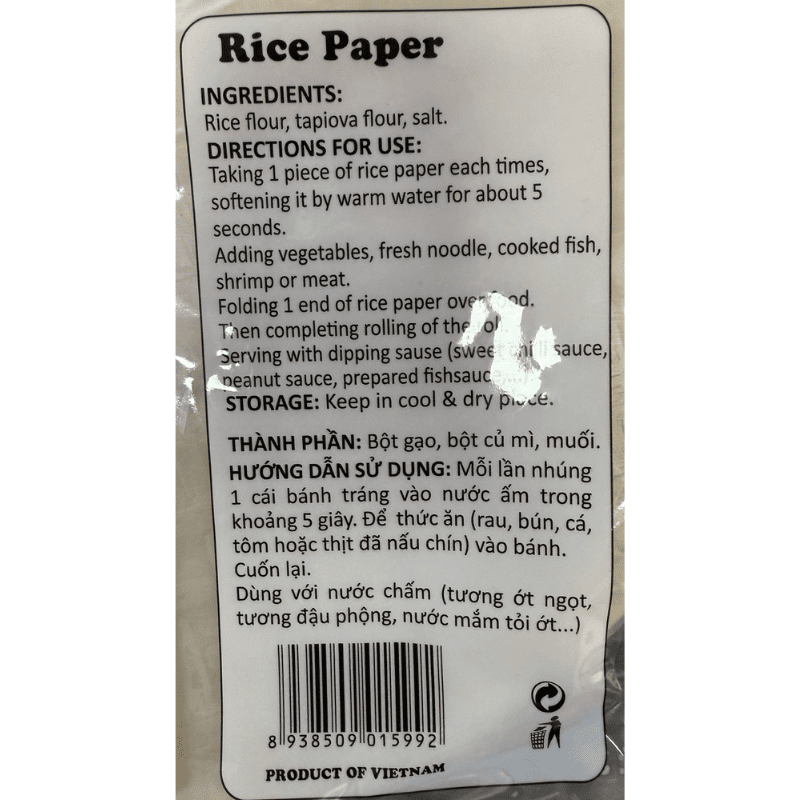 Rice Paper
INGREDIENTS:
Rice flour, tapiova flour, salt.
DIRECTIONS FOR USE:
Taking 1 piece of rice paper each times,
softening it by warm water for about 5
seconds.
Adding vegetables, fresh noodle, cooked fish,
shrimp or meat.
Folding 1 end of rice paper over food.
Then completing rolling of the roll.
Serving with dipping sause (sweet chilli sauce,
peanut sauce, prepared fishsauce,...)
STORAGE: Keep in cool & dry place.
THÀNH PHẦN: Bột gạo, bột củ mì, muối.
HƯỚNG DẪN SỬ DỤNG: Mỗi lần nhúng
1 cái bánh tráng vào nước ấm trong
khoảng 5 giây. Để thức ăn (rau, bún, cá,
tôm hoặc thịt đã nấu chín) vào bánh.
Cuốn lại.
Dùng với nước chấm (tương ớt ngọt,
tương đậu phộng, nước mắm tỏi ớt...)
8 938509 015992
PRODUCT OF VIETNAM